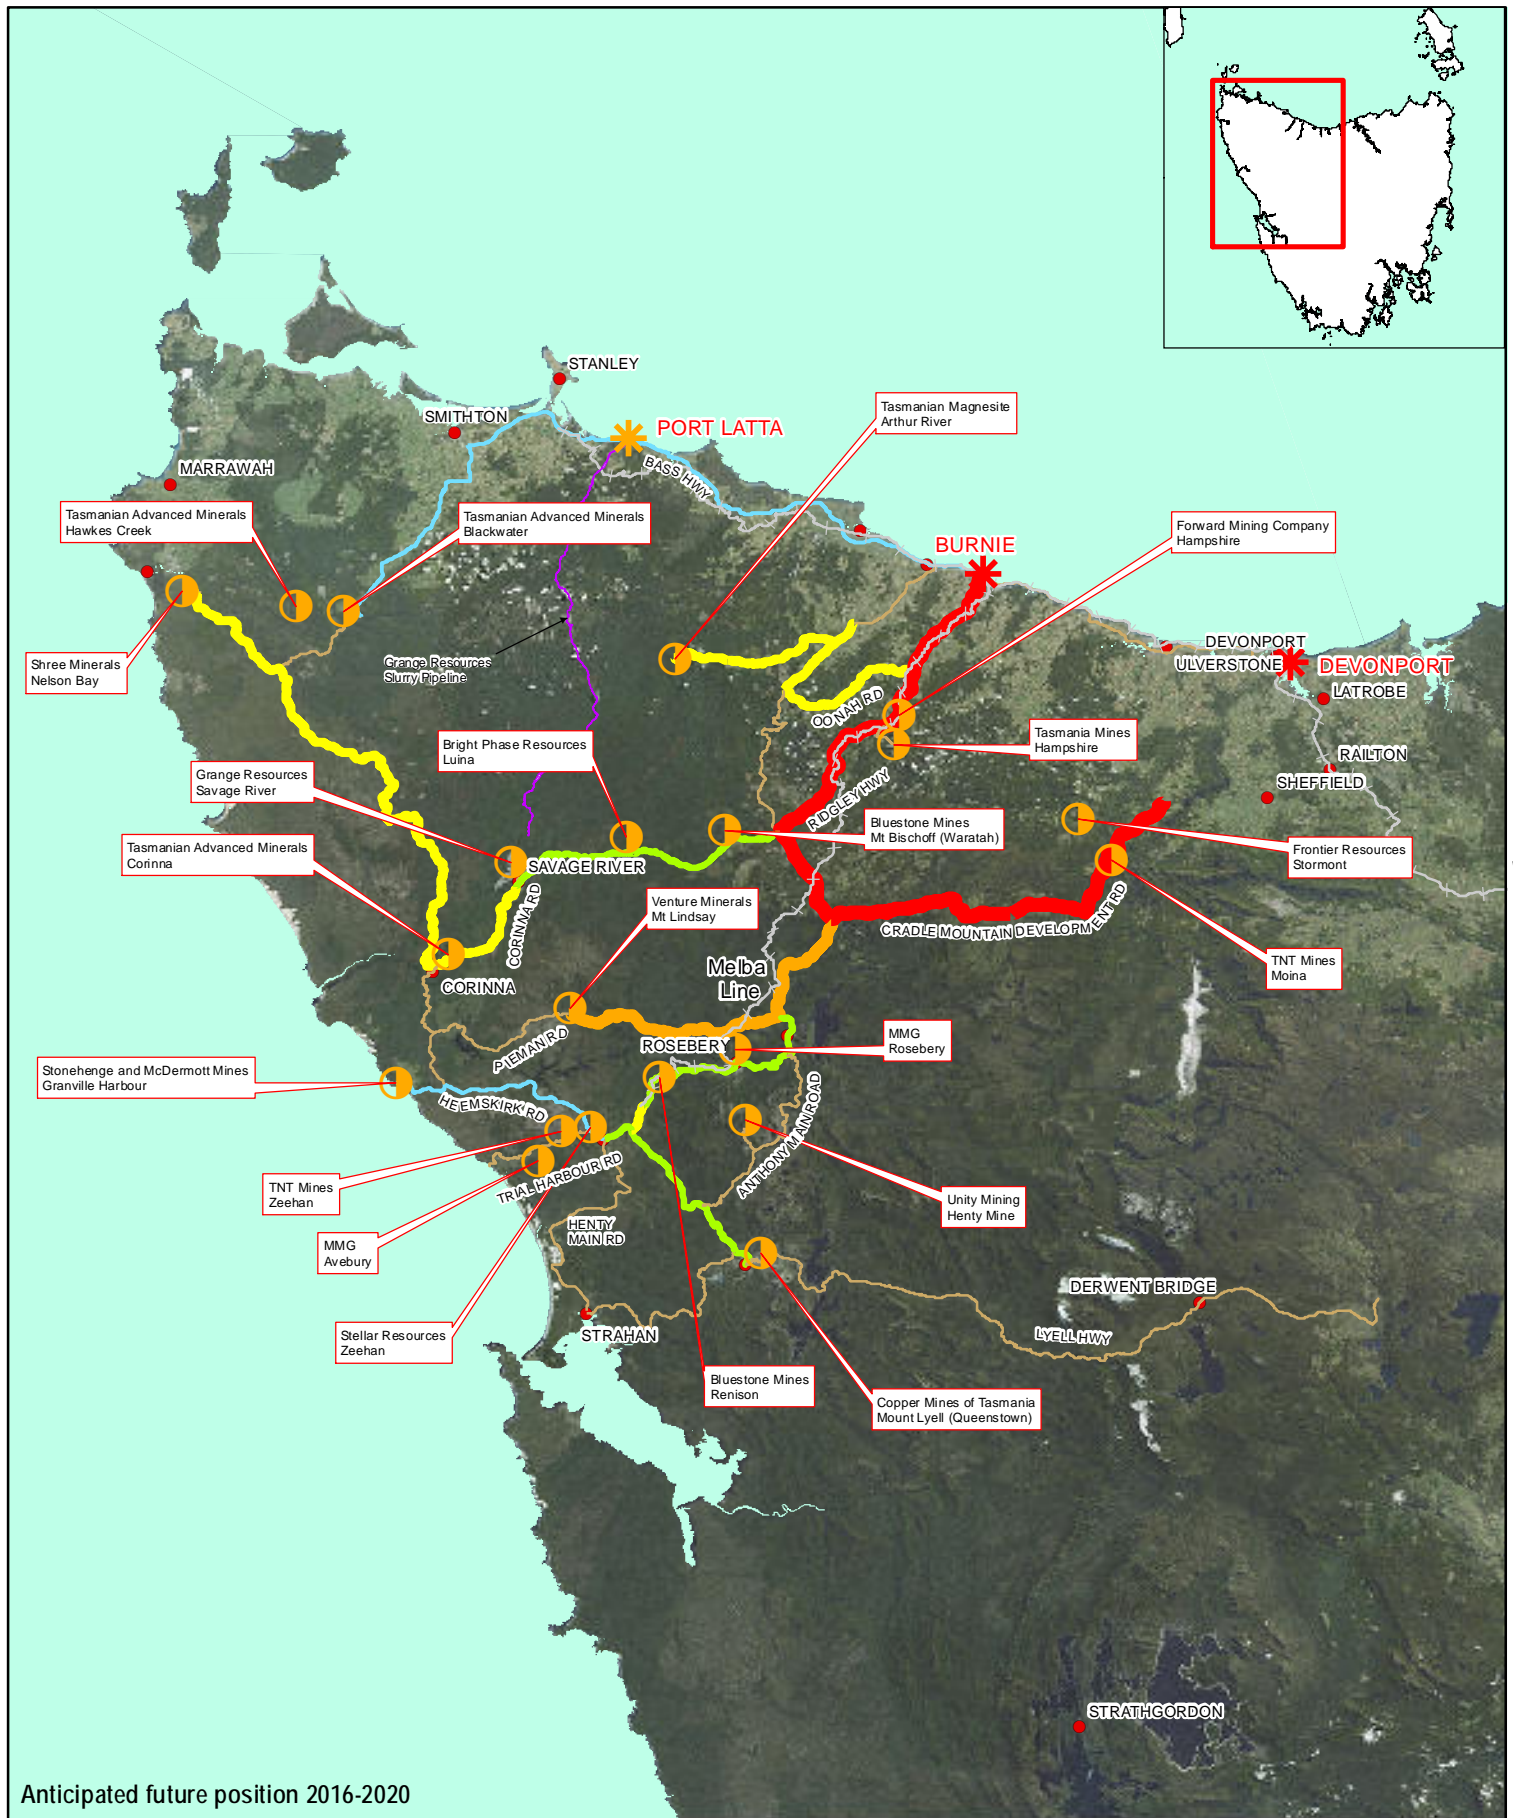 STANLEY
SMITHTON
PORT LATTA
Tasmanian Magnesite
Arthur River
MARRAWAH
BASS HWY
Tasmanian Advanced Minerals
Hawkes Creek
Tasmanian Advanced Minerals
Blackwater
Forward Mining Company
Hampshire
BURNIE
Shree Minerals
Nelson Bay
Grange Resources
Slurry Pipeline
DEVONPORT
ULVERSTONE
DEVONPORT
LATROBE
OONAH RD
Bright Phase Resources
Luina
Tasmania Mines
Hampshire
RAILTON
SHEFFIELD
Grange Resources
Savage River
RIDGLEY HWY
Bluestone Mines
Mt Bischoff (Waratah)
Tasmanian Advanced Minerals
Corinna
Frontier Resources
Stormont
SAVAGE RIVER
CORINNA RD
Venture Minerals
Mt Lindsay
CRADLE MOUNTAIN DEVELOPMENT RD
TNT Mines
Moina
Melba
Line
CORINNA
PIEMAN RD
ROSEBERY
MMG
Rosebery
Stonehenge and McDermott Mines
Granville Harbour
HEEMSKIRK RD
ANTHONY MAIN ROAD
TRIAL HARBOUR RD
TNT Mines
Zeehan
Unity Mining
Henty Mine
HENTY
MAIN RD
MMG
Avebury
DERWENT BRIDGE
Stellar Resources
Zeehan
STRAHAN
LYELL HWY
Bluestone Mines
Renison
Copper Mines of Tasmania
Mount Lyell (Queenstown)
STRATHGORDON
Anticipated future position 2016-2020